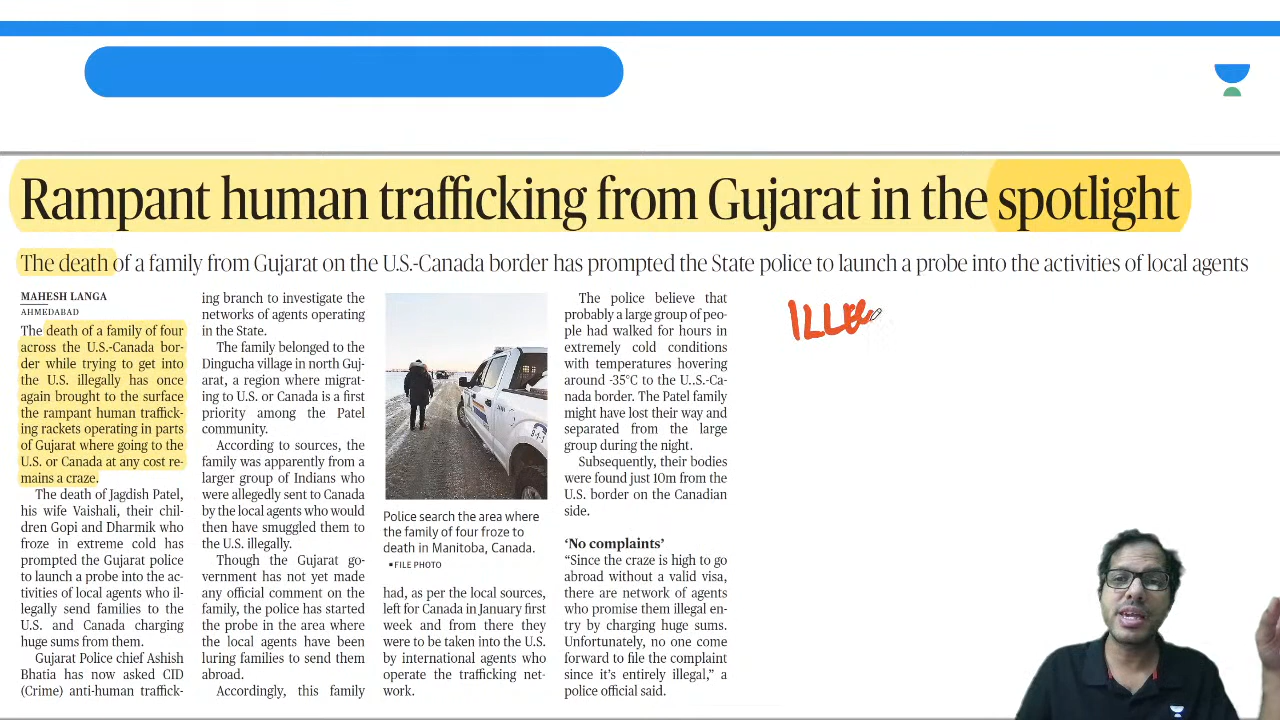 Rampant human trafficking from Gujarat in the spotlight
The death of a family from Gujarat on the U.S.-Canada border has prompted the State police to launch a probe into the activities of local agents
MAHESH LANGA
AHMEDABAD
The death of a family of four
across the U.S.-Canada bor-
der while trying to get into
the U.S. illegally has once
again brought to the surface
the rampant human traffick-
ing rackets operating in parts
of Gujarat where going to the
U.S. or Canada at any cost re-
mains a craze.
The death of Jagdish Patel,
his wife Vaishali, their chil-
dren Gopi and Dharmik who
froze in extreme cold has
prompted the Gujarat police
to launch a probe into the ac-
tivities of local agents who il-
legally send families to the
U.S. and Canada charging
huge sums from them.
Gujarat Police chief Ashish
Bhatia has now asked CID
(Crime) anti-human traffick-
ing branch to investigate the
networks of agents operating
in the State.
The family belonged to the
Dingucha village in north Guj-
arat, a region where migrat-
ing to U.S. or Canada is a first
priority among the Patel
community.
According to sources, the
family was apparently from a
larger group of Indians who
were allegedly sent to Canada
by the local agents who would
then have smuggled them to
the U.S. illegally.
Though the Gujarat go-
vernment has not yet made
any official comment on the
family, the police has started
the probe in the area where
the local agents have been
luring families to send them
abroad.
Accordingly, this family
Police search the area where
the family of four froze to
death in Manitoba, Canada.
▪FILE PHOTO
had, as per the local sources,
left for Canada in January first
week and from there they
were to be taken into the U.S.
by international agents who
operate the trafficking net-
work.
The police believe that
probably a large group of peo-
ple had walked for hours in
extremely cold conditions
with temperatures hovering
around -35°C to the U..S.-Ca-
nada border. The Patel family
might have lost their way and
separated from the large
group during the night.
Subsequently, their bodies
were found just 10m from the
U.S. border on the Canadian
side.
‘No complaints’
“Since the craze is high to go
abroad without a valid visa,
there are network of agents
who promise them illegal en-
try by charging huge sums.
Unfortunately, no one come
forward to file the complaint
since it’s entirely illegal,” a
police official said.